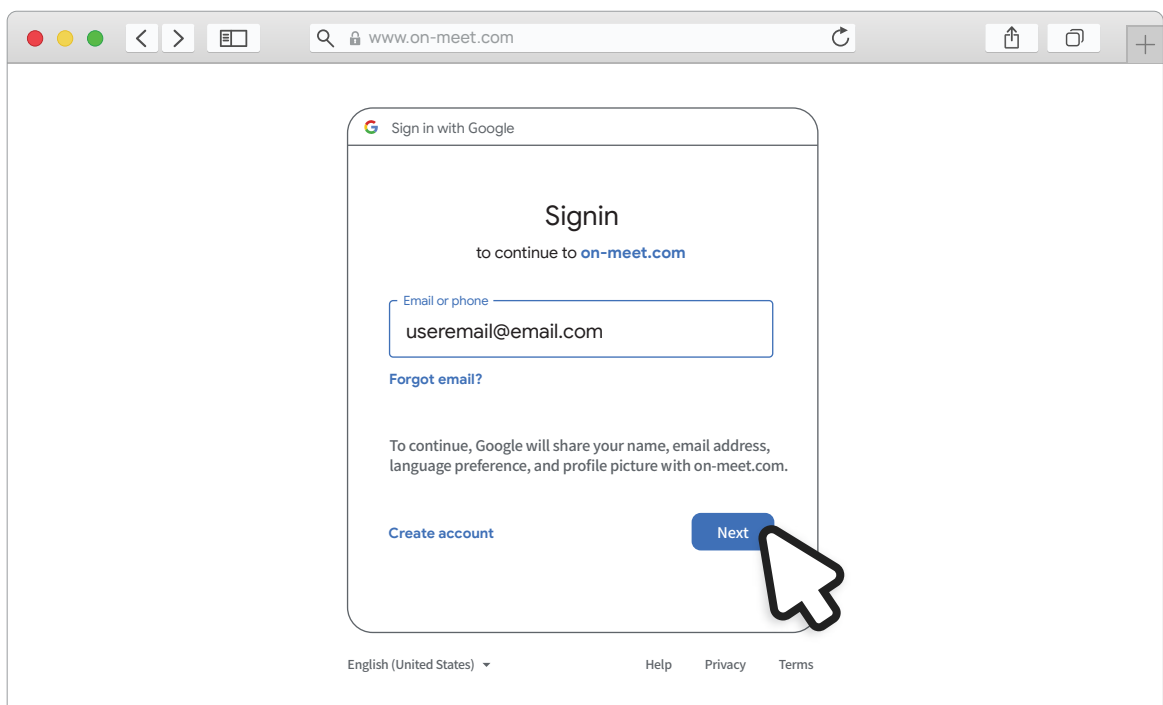 www.on-meet.com
Sign in with Google
Signin
to continue to on-meet.com
Email or phone
useremail@email.com
Forgot email?
To continue, Google will share your name, email address,
language preference, and profile picture with on-meet.com.
Create account
Next
English (United States)
Help Privacy Terms